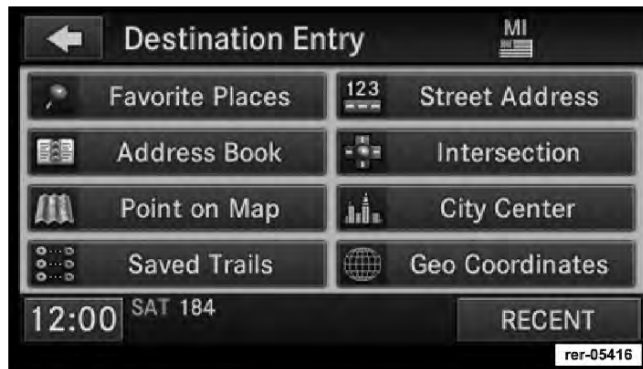 Destination Entry
MI
Favorite Places
123
Street Address
Address Book
Intersection
Point on Map
City Center
Saved Trails
Geo Coordinates
12:00
SAT 184
RECENT
rer-05416